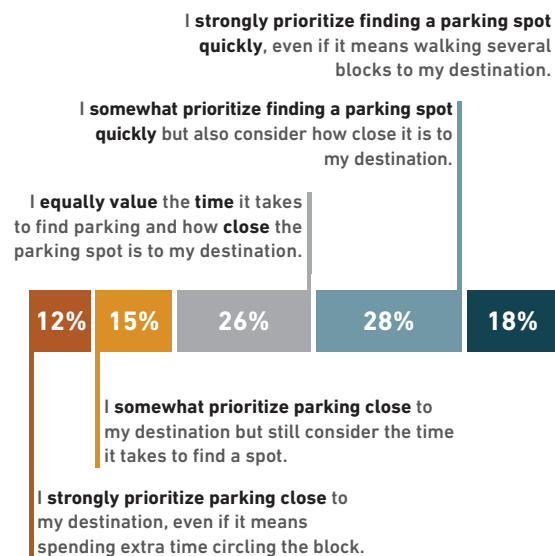 I strongly prioritize finding a parking spot
quickly, even if it means walking several
blocks to my destination.
I somewhat prioritize finding a parking spot
quickly but also consider how close it is to
my destination.
I equally value the time it takes
to find parking and how close the
parking spot is to my destination.
12% 15% 26% 28% 18%
I somewhat prioritize parking close to
my destination but still consider the time
it takes to find a spot.
I strongly prioritize parking close to
my destination, even if it means
spending extra time circling the block.